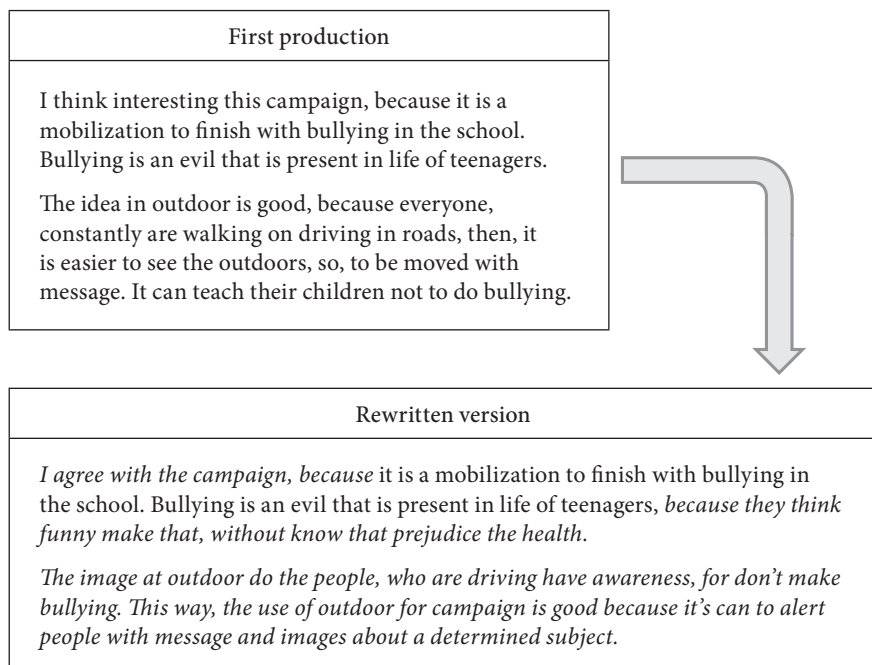 First production
I think interesting this campaign, because it is a
mobilization to finish with bullying in the school.
Bullying is an evil that is present in life of teenagers.
The idea in outdoor is good, because everyone,
constantly are walking on driving in roads, then, it
is easier to see the outdoors, so, to be moved with
message. It can teach their children not to do bullying.
Rewritten version
I agree with the campaign, because it is a mobilization to finish with bullying in
the school. Bullying is an evil that is present in life of teenagers, because they think
funny make that, without know that prejudice the health.
The image at outdoor do the people, who are driving have awareness, for don't make
bullying. This way, the use of outdoor for campaign is good because it's can to alert
people with message and images about a determined subject.